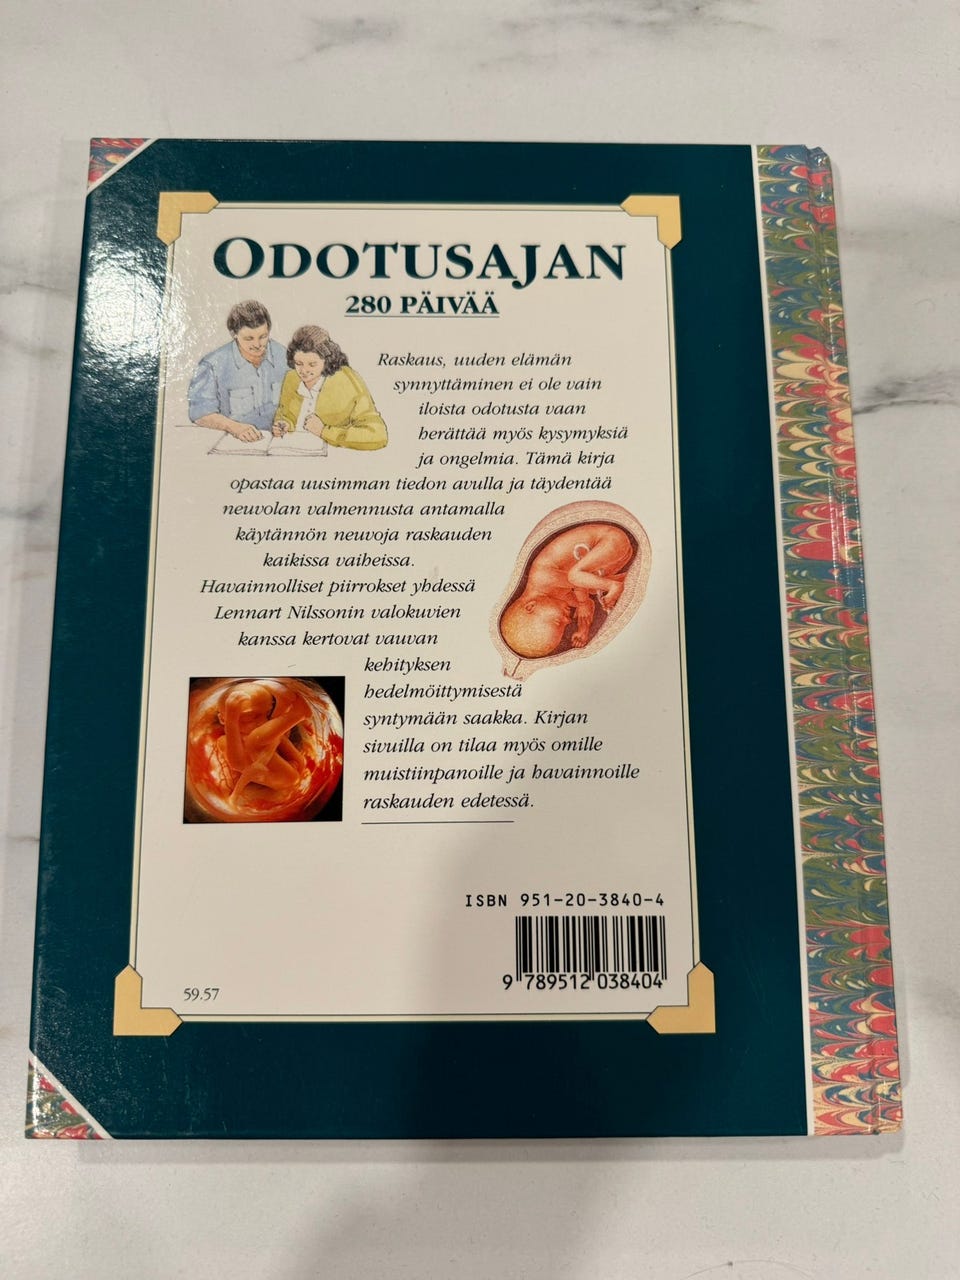 ODOTUSAJAN
280 PÄIVÄÄ
Raskaus, uuden elämän
synnyttäminen ei ole vain
iloista odotusta vaan
herättää myös kysymyksiä
ja ongelmia. Tämä kirja
opastaa uusimman tiedon avulla ja täydentää
neuvolan valmennusta antamalla
käytännön neuvoja raskauden
kaikissa vaiheissa.
Havainnolliset piirrokset yhdessä
Lennart Nilssonin valokuvien
kanssa kertovat vauvan
kehityksen
hedelmöittymisestä
syntymään saakka. Kirjan
sivuilla on tilaa myös omille
muistiinpanoille ja havainnoille
raskauden edetessä.
ISBN 951-20-3840-4
9 789512 038404
59.57